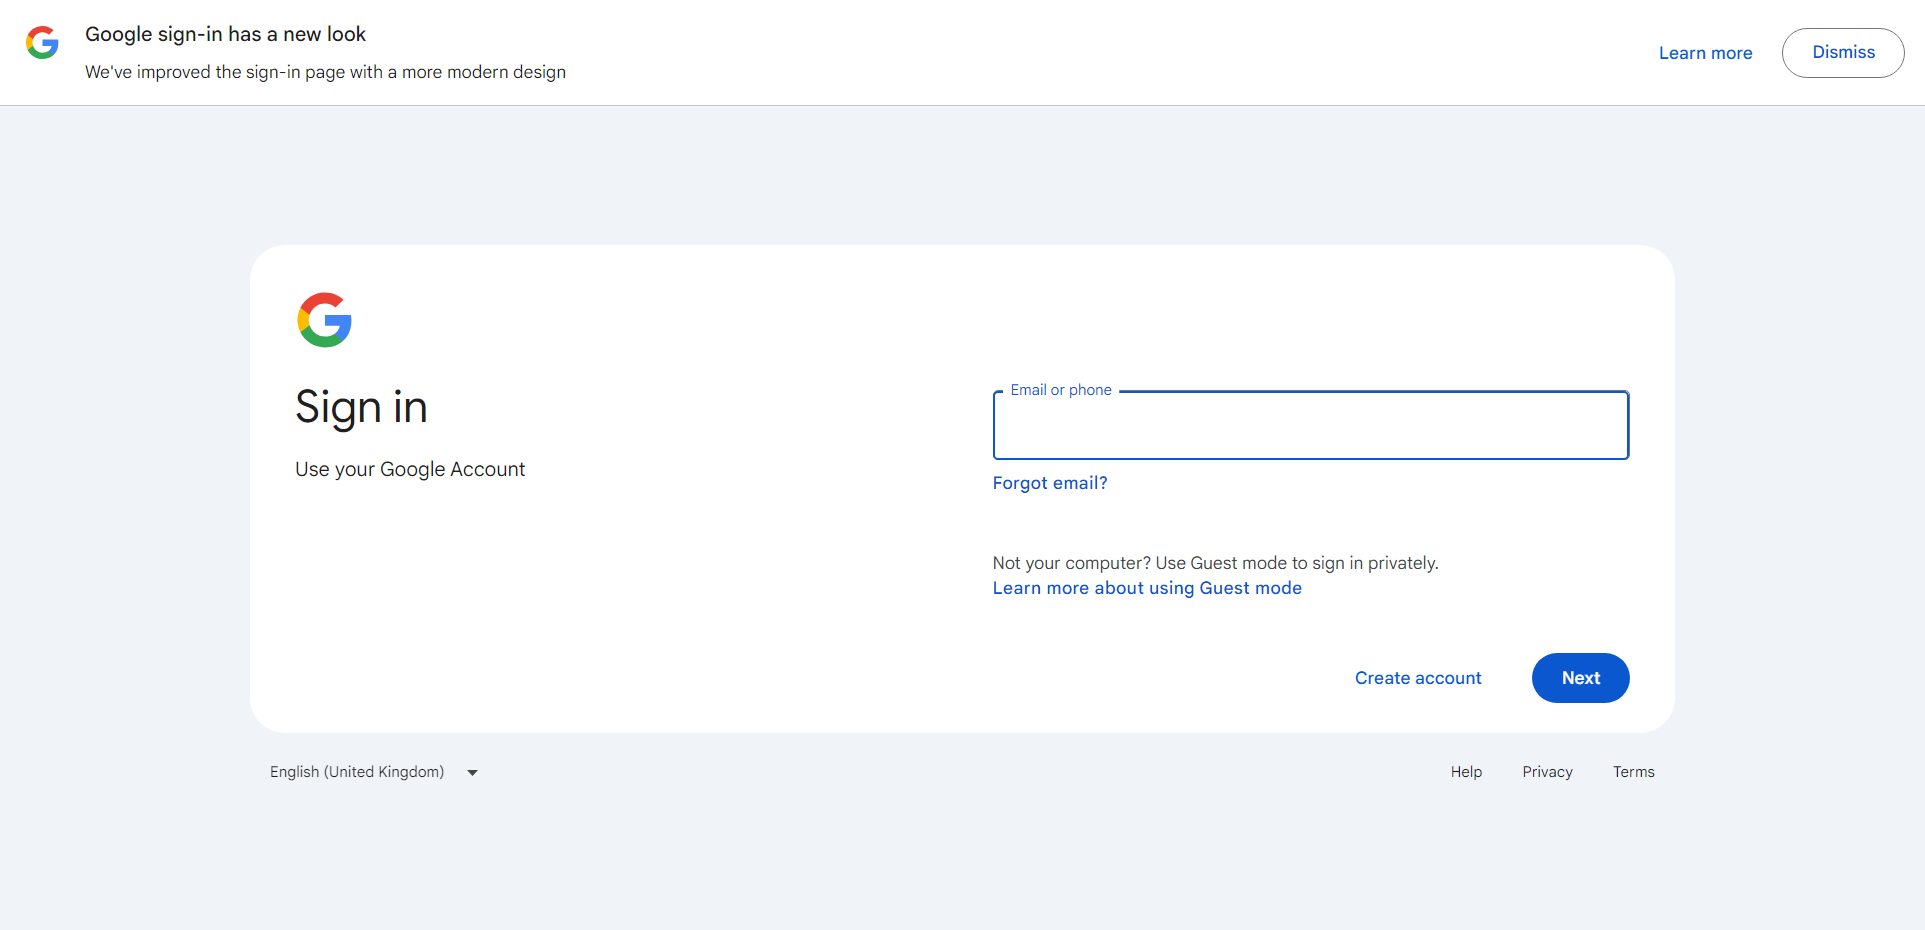 Google sign-in has a new look
We've improved the sign-in page with a more modern design
Learn more
Dismiss
Sign in
Use your Google Account
Email or phone
Forgot email?
Not your computer? Use Guest mode to sign in privately.
Learn more about using Guest mode
Create account
Next
English (United Kingdom)
Help
Privacy
Terms